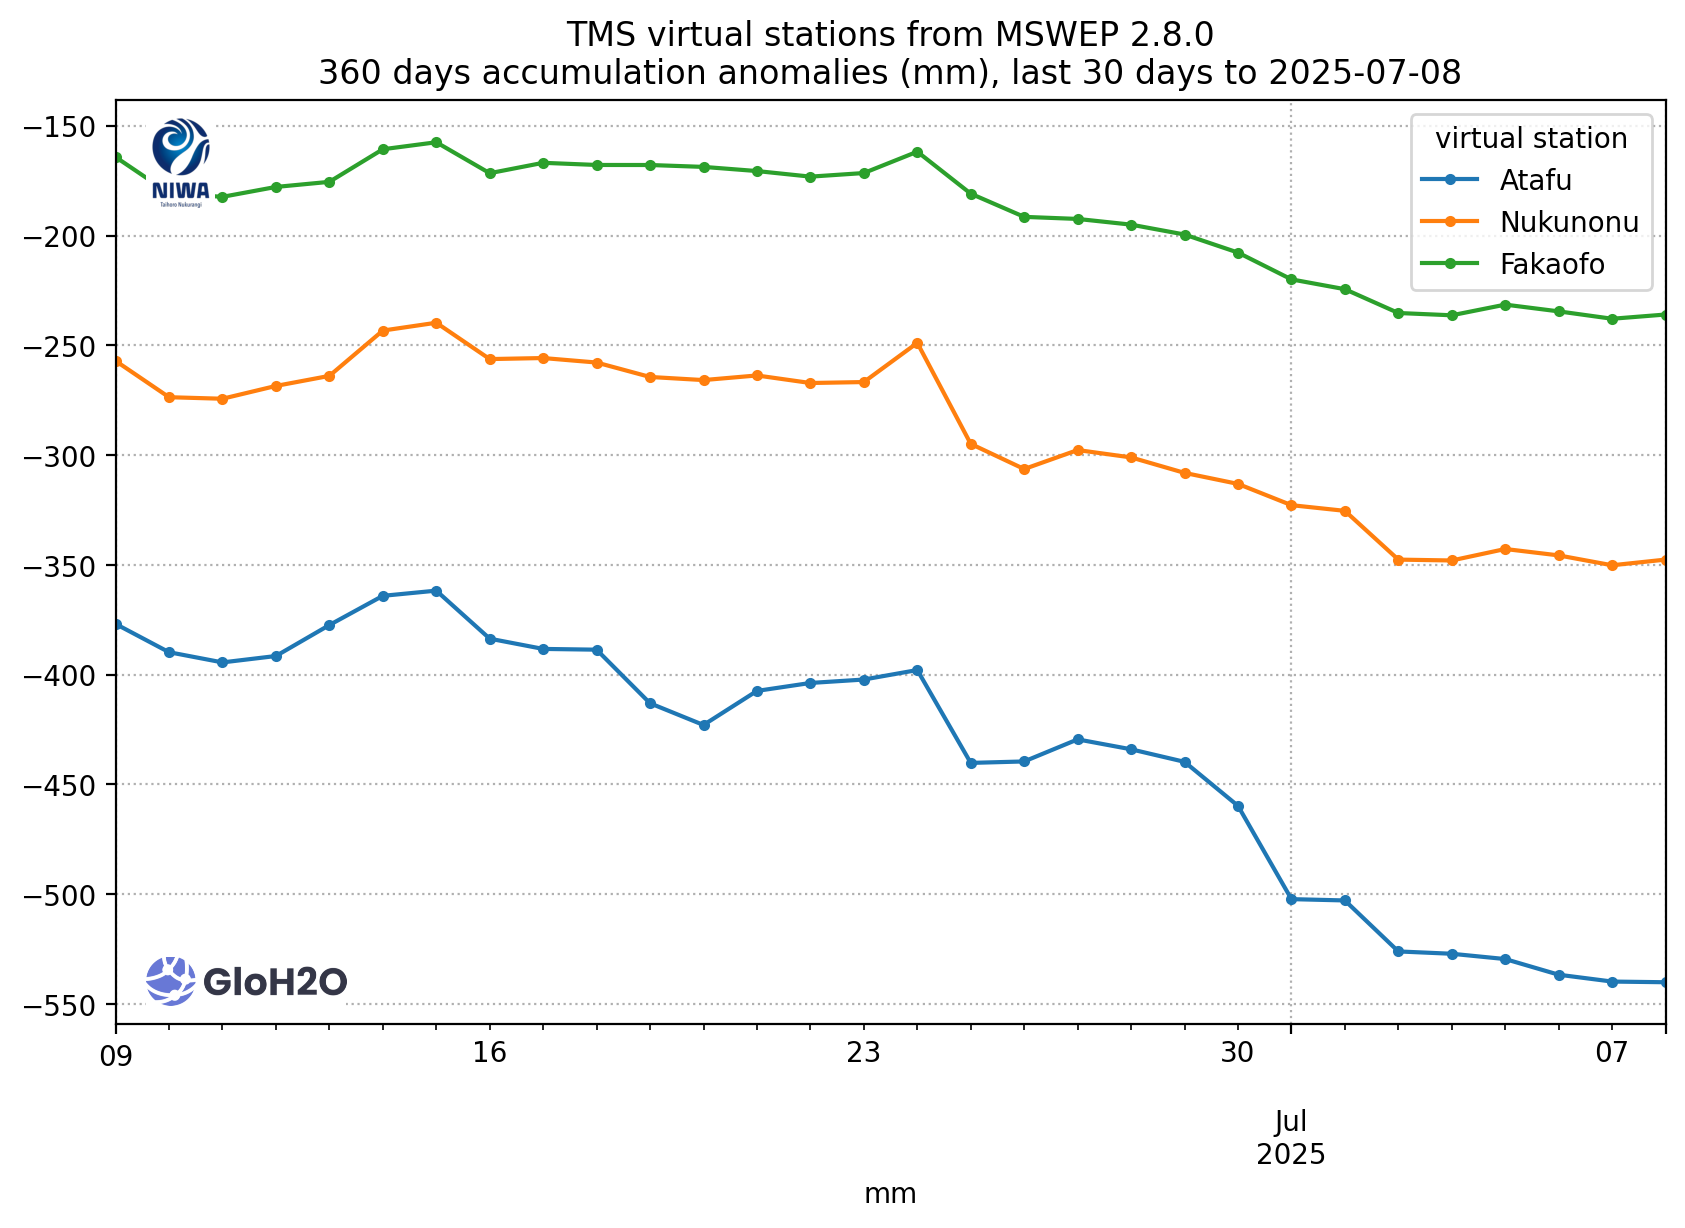 TMS virtual stations from MSWEP 2.8.0
360 days accumulation anomalies (mm), last 30 days to 2025-07-08
−150
−200
−250
−300
−350
−400
−450
−500
−550
NIWA
Taihoro Nukurangi
virtual station
Atafu
Nukunonu
Fakaofo
GloH2O
09 16 23 30 07
Jul
2025
mm